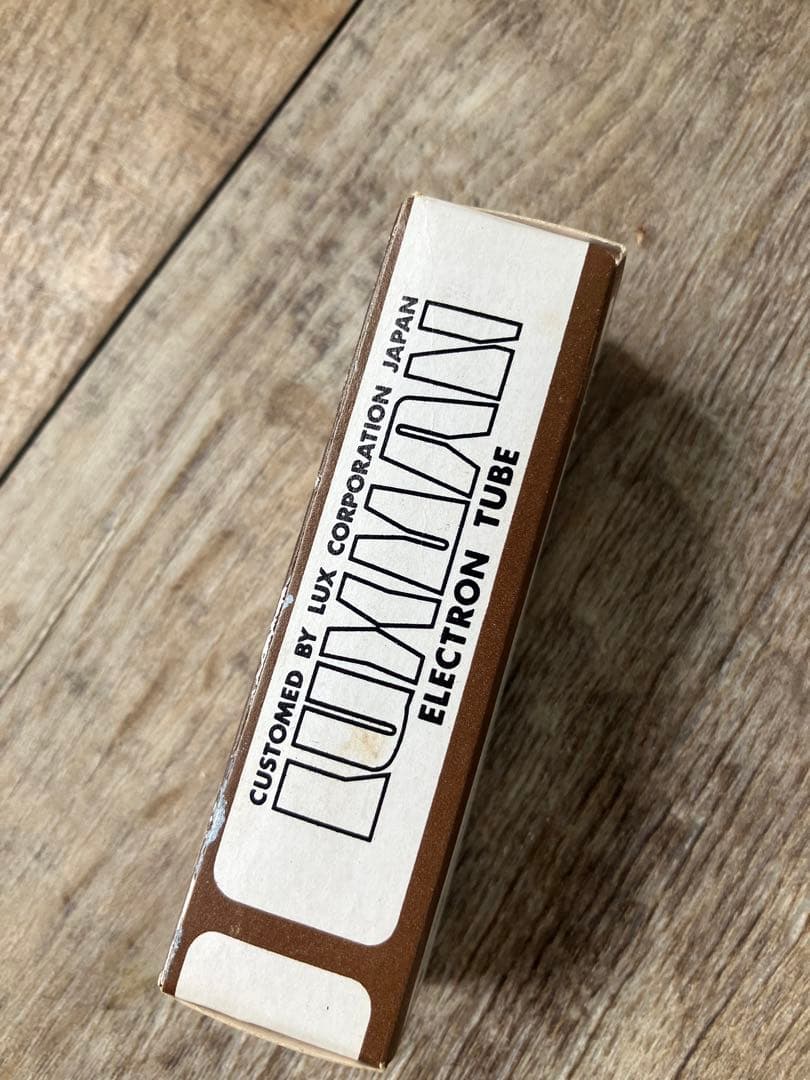 CUSTOMED BY LUX CORPORATION JAPAN
LUXMAN
ELECTRON TUBE